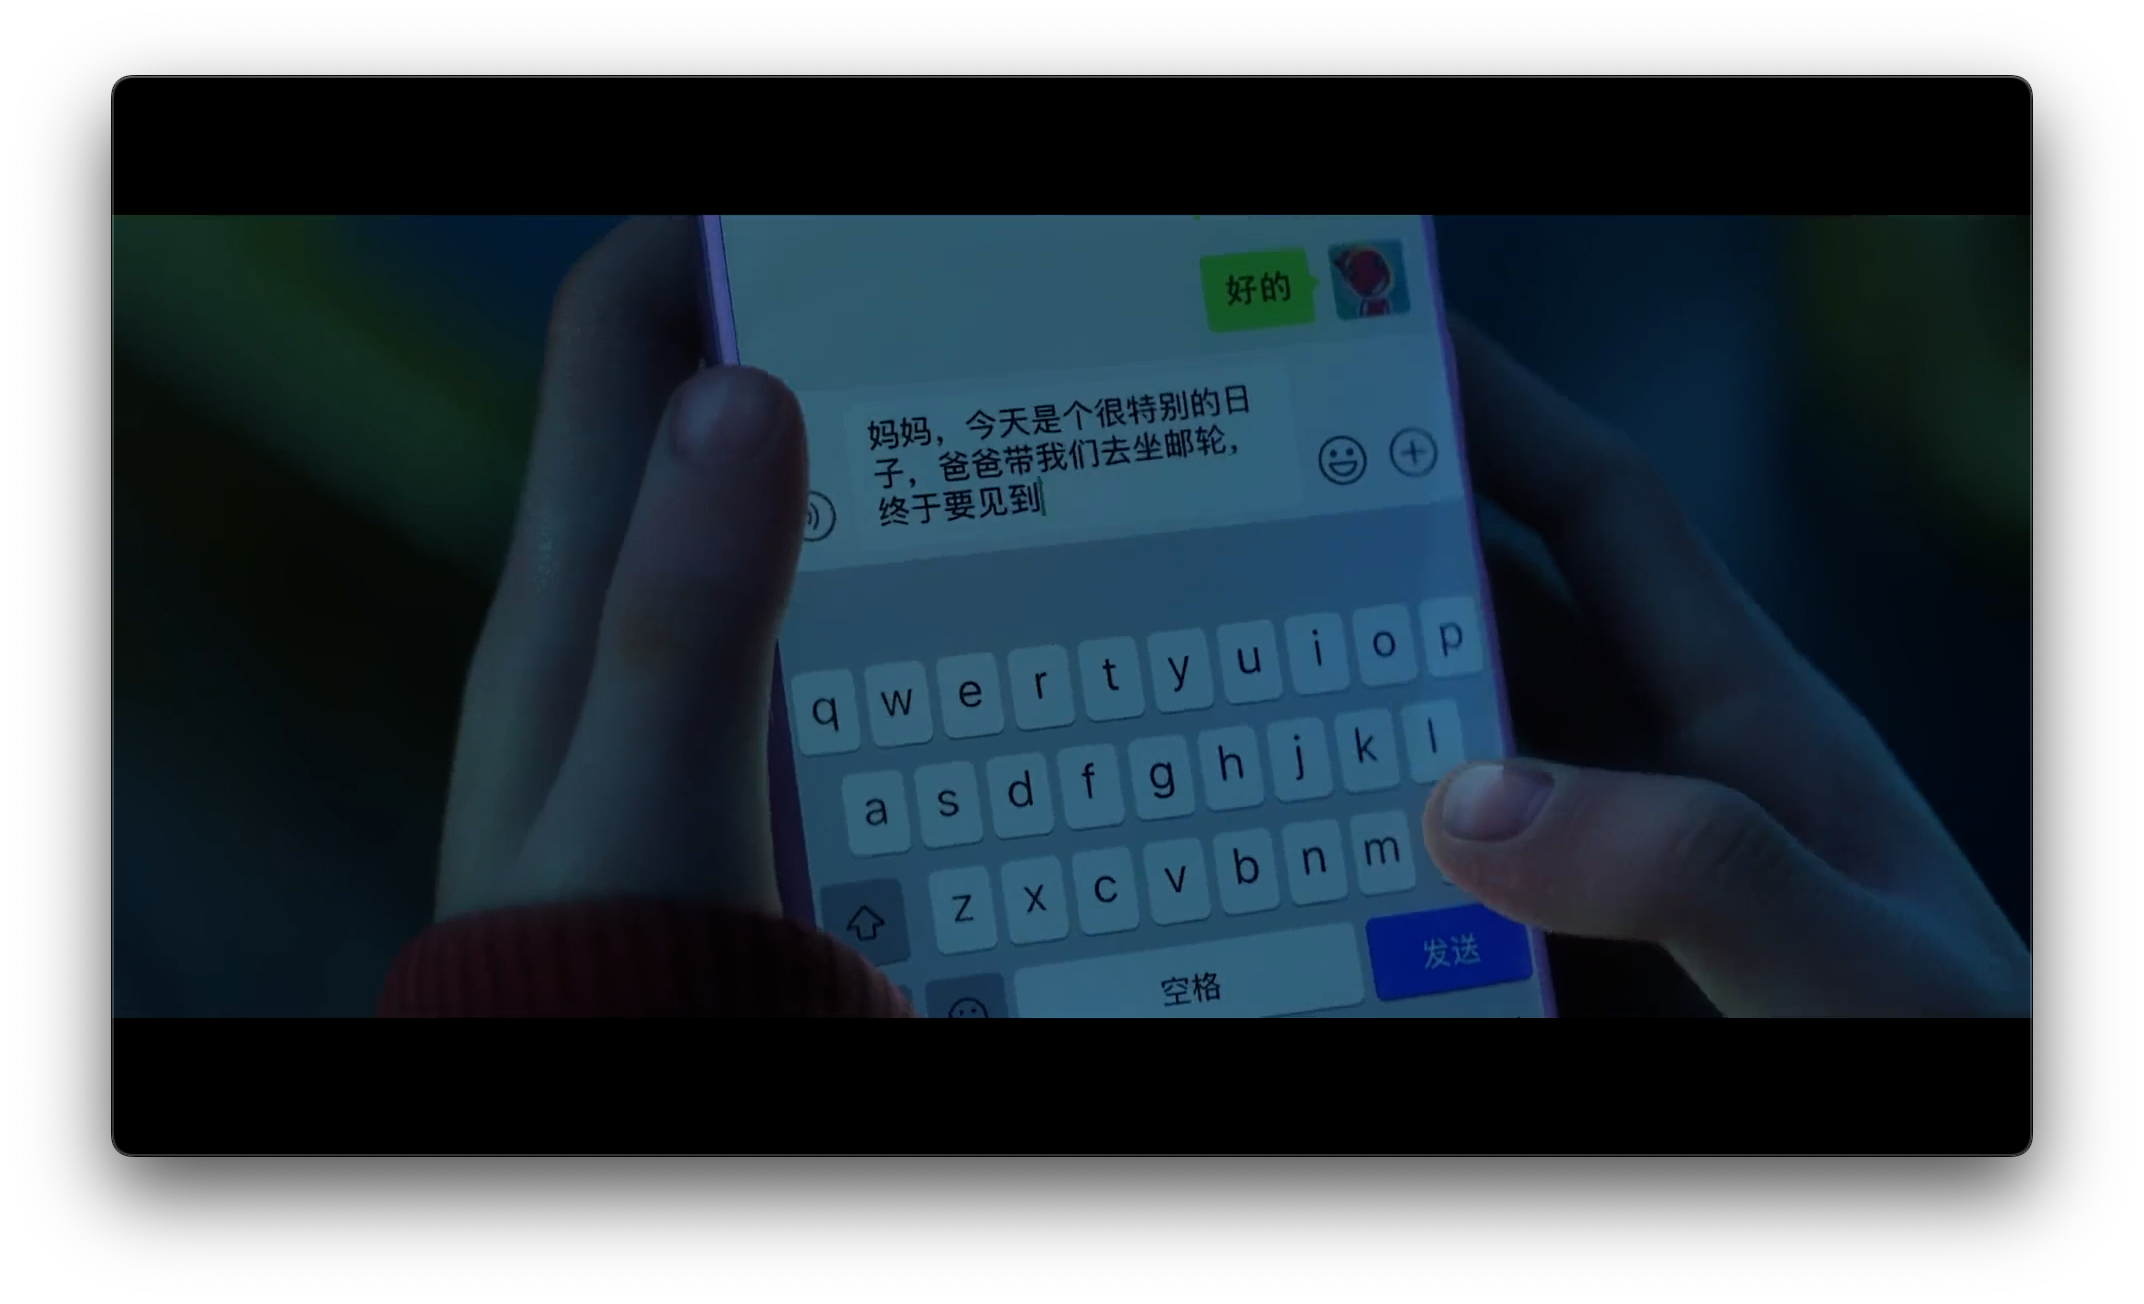 好的
妈妈，今天是个很特别的日
子，爸爸带我们去坐邮轮，
终于要见到
q w e r t y u i o p
a s d f g h j k l
z x c v b n m
空格 发送